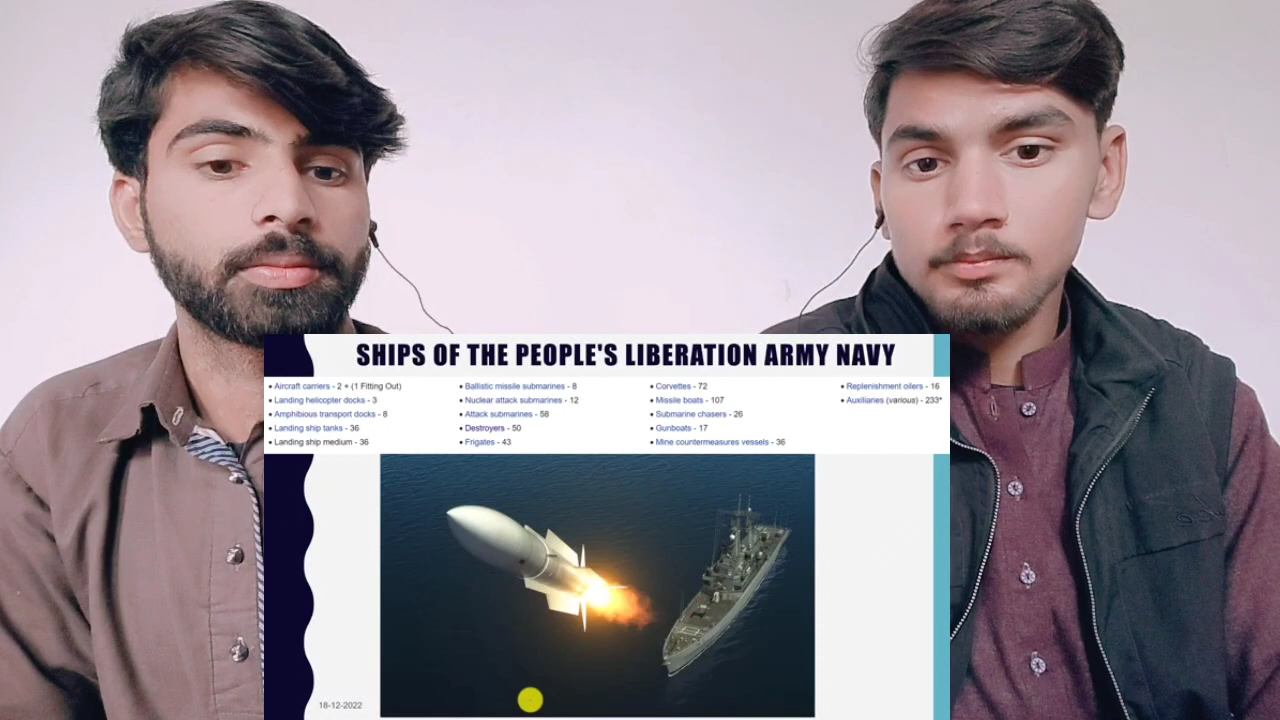 SHIPS OF THE PEOPLE'S LIBERATION ARMY NAVY
• Aircraft carriers - 2 + (1 Fitting Out)
• Landing helicopter docks - 3
• Amphibious transport docks - 8
• Landing ship tanks - 36
• Landing ship medium - 36
• Ballistic missile submarines - 8
• Nuclear attack submarines - 12
• Attack submarines - 58
• Destroyers - 50
• Frigates - 43
• Corvettes - 72
• Missile boats - 107
• Submarine chasers - 26
• Gunboats - 17
• Mine countermeasures vessels - 36
• Replenishment oilers - 16
• Auxiliaries (various) - 233*
18-12-2022